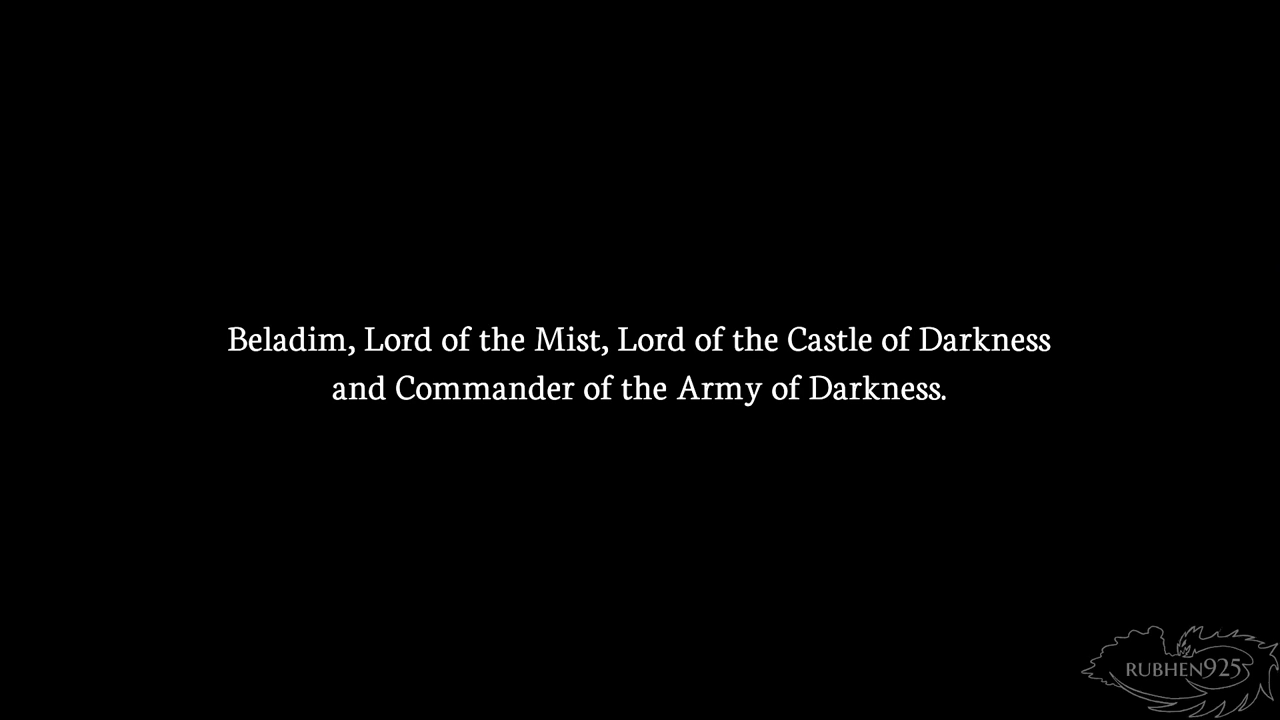 Beladim, Lord of the Mist, Lord of the Castle of Darkness
and Commander of the Army of Darkness.
RUBHEN925